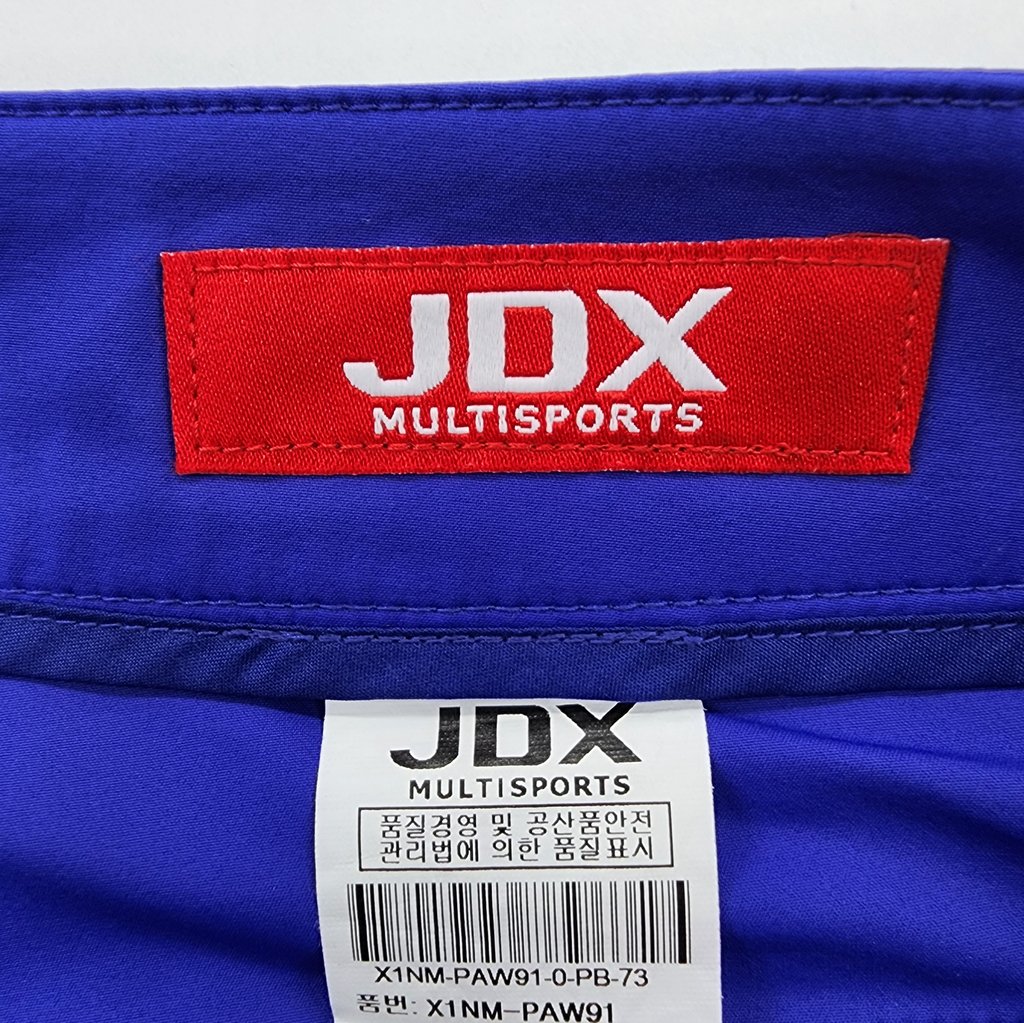 JDX
MULTISPORTS
JDX
MULTISPORTS
품질경영 및 공산품안전
관리법에 의한 품질표시
X1NM-PAW91-0-PB-73
품번: X1NM-PAW91